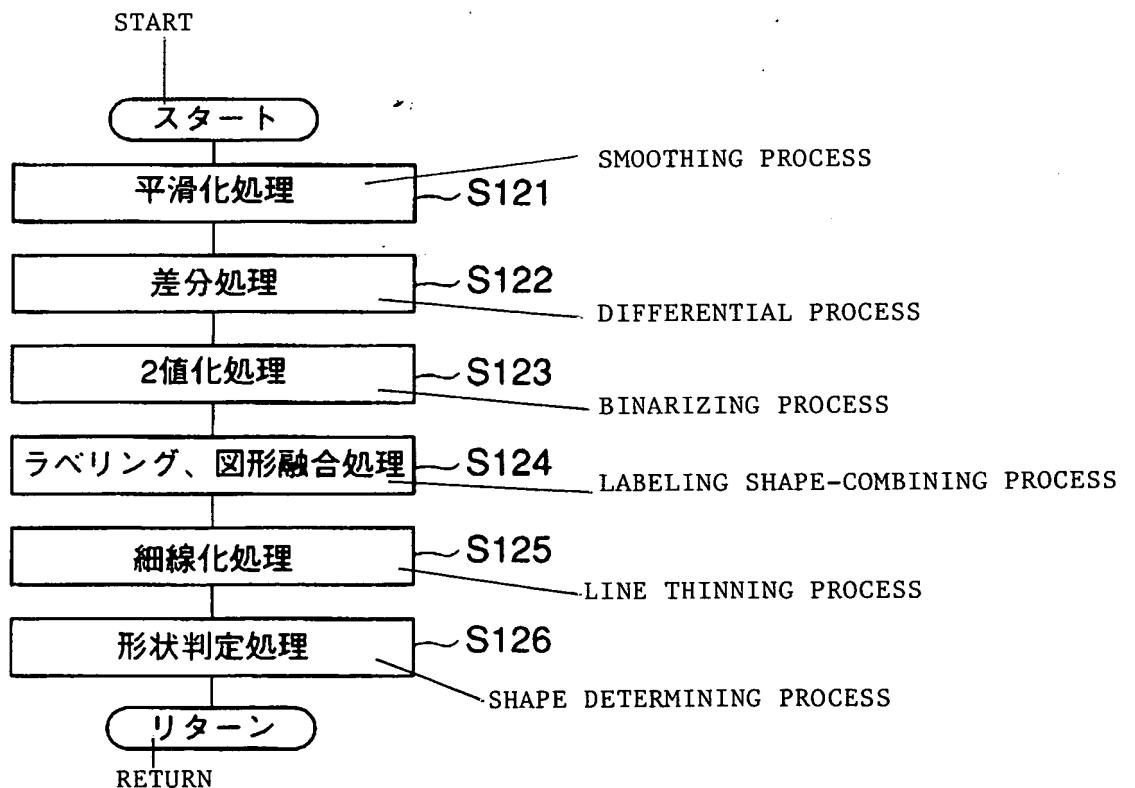 START
スタート
SMOOTHING PROCESS
平滑化処理
S121
差分処理
S122
DIFFERENTIAL PROCESS
2値化処理
S123
BINARIZING PROCESS
ラベリング、図形融合処理
S124
LABELING SHAPE-COMBINING PROCESS
細線化処理
S125
LINE THINNING PROCESS
形状判定処理
S126
SHAPE DETERMINING PROCESS
リターン
RETURN